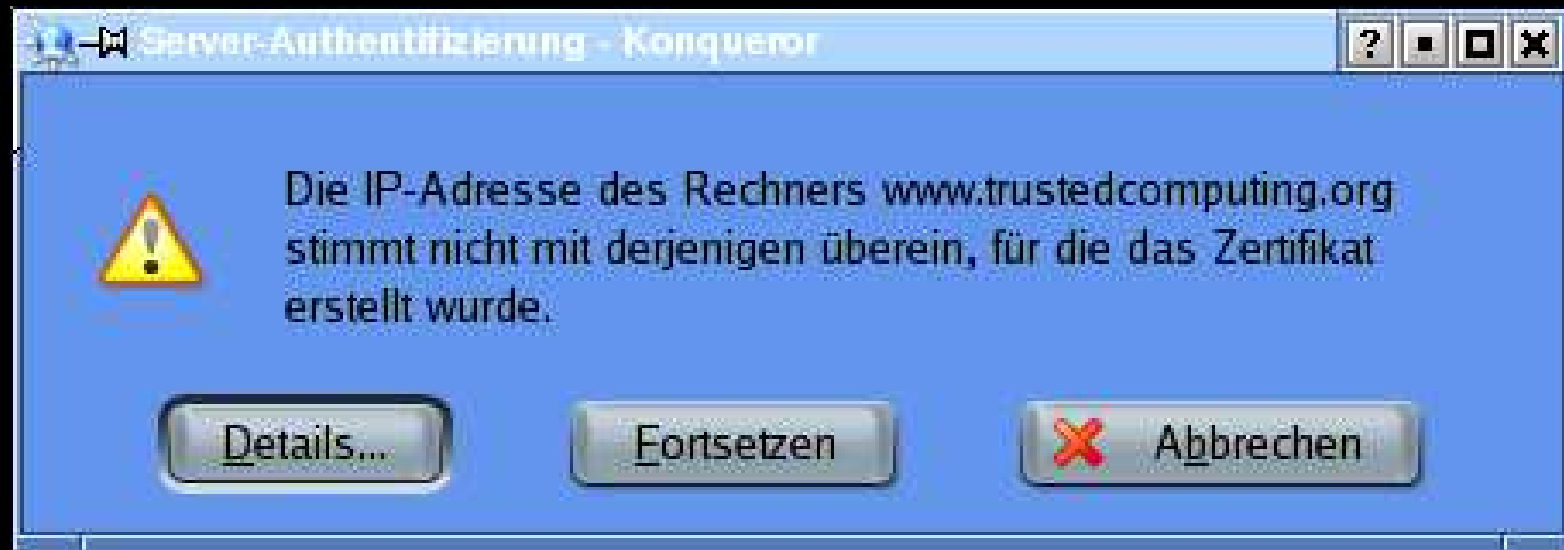 Server-Authentifizierung - Konqueror
Die IP-Adresse des Rechners www.trustedcomputing.org
stimmt nicht mit derjenigen überein, für die das Zertifikat
erstellt wurde.
Details... Fortsetzen Abbrechen